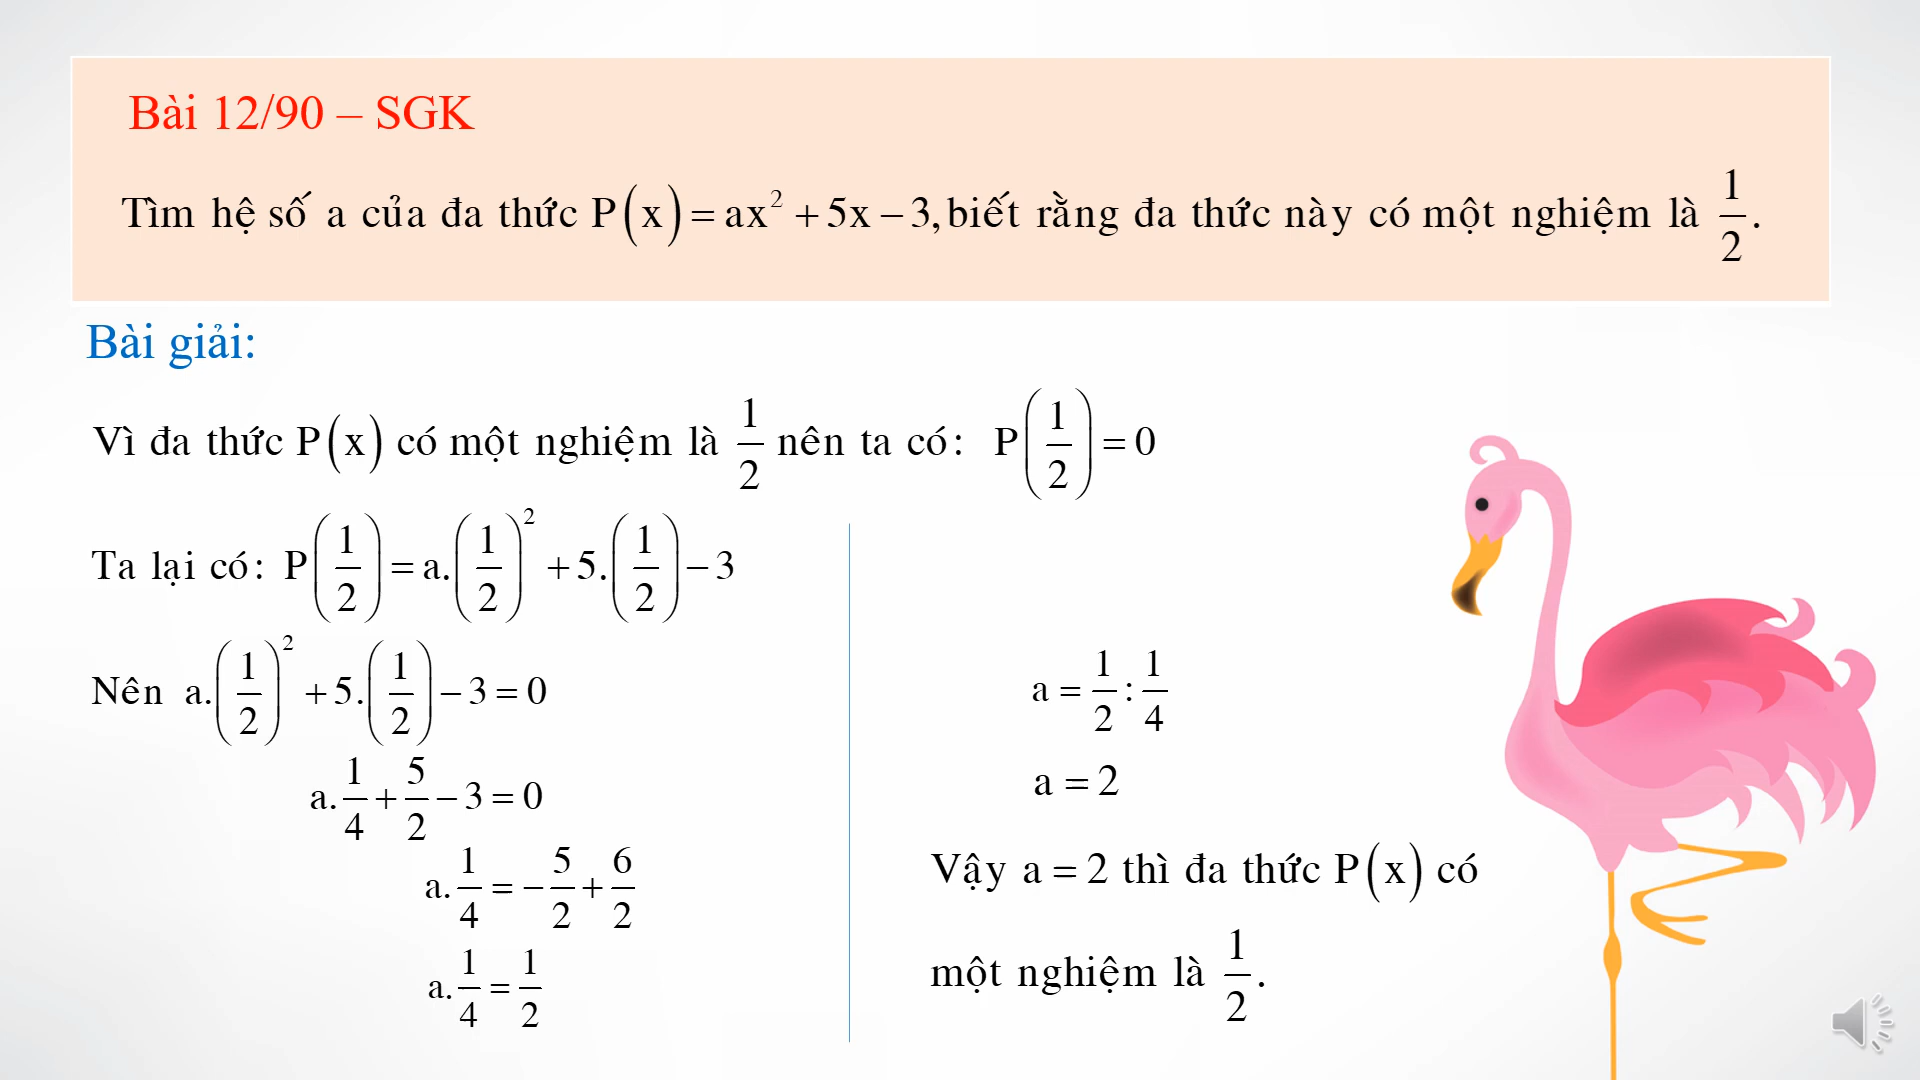 Bài 12/90 – SGK
Tìm hệ số a của đa thức P(x) = ax² + 5x − 3, biết rằng đa thức này có một nghiệm là 1/2.
Bài giải:
Vì đa thức P(x) có một nghiệm là 1/2 nên ta có: P(1/2) = 0
Ta lại có: P(1/2) = a.(1/2)² + 5.(1/2) − 3
Nên a.(1/2)² + 5.(1/2) − 3 = 0
a.1/4 + 5/2 − 3 = 0
a.1/4 = −5/2 + 6/2
a.1/4 = 1/2
a = 1/2 : 1/4
a = 2
Vậy a = 2 thì đa thức P(x) có
một nghiệm là 1/2.